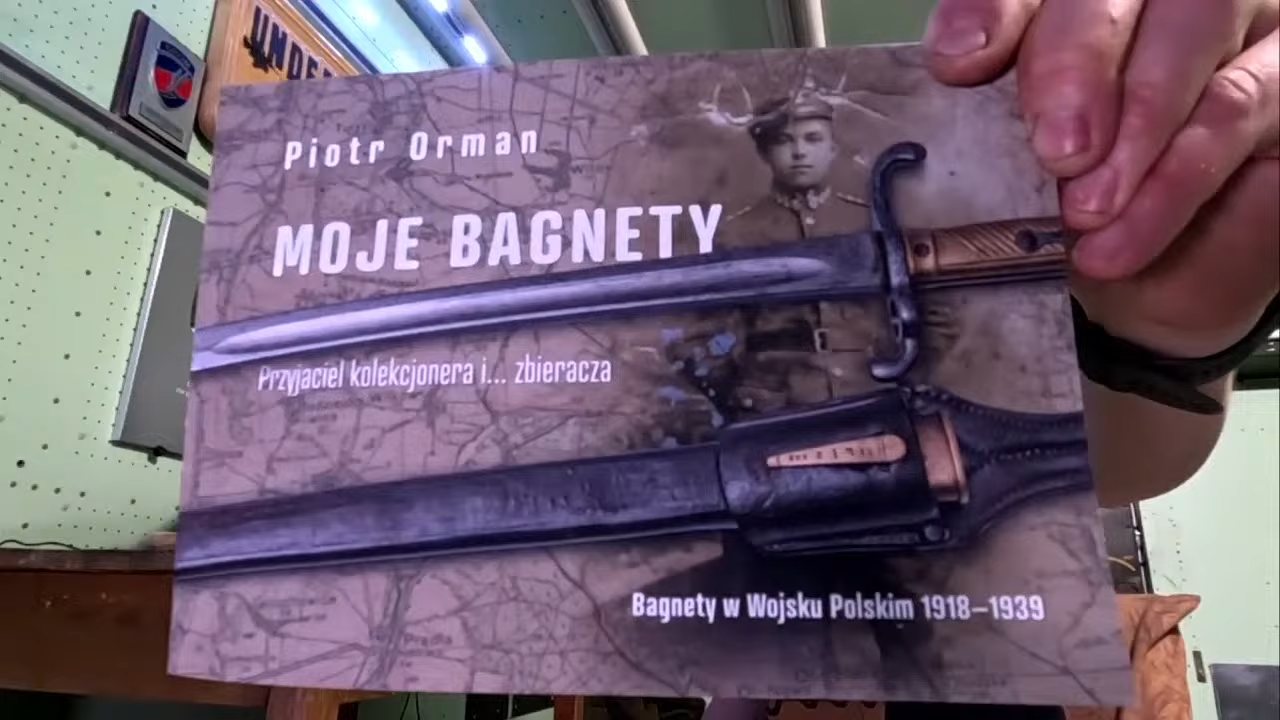 Piotr Orman
MOJE BAGNETY
Przyjaciel kolekcjonera i... zbieracza
Bagnety w Wojsku Polskim 1918–1939